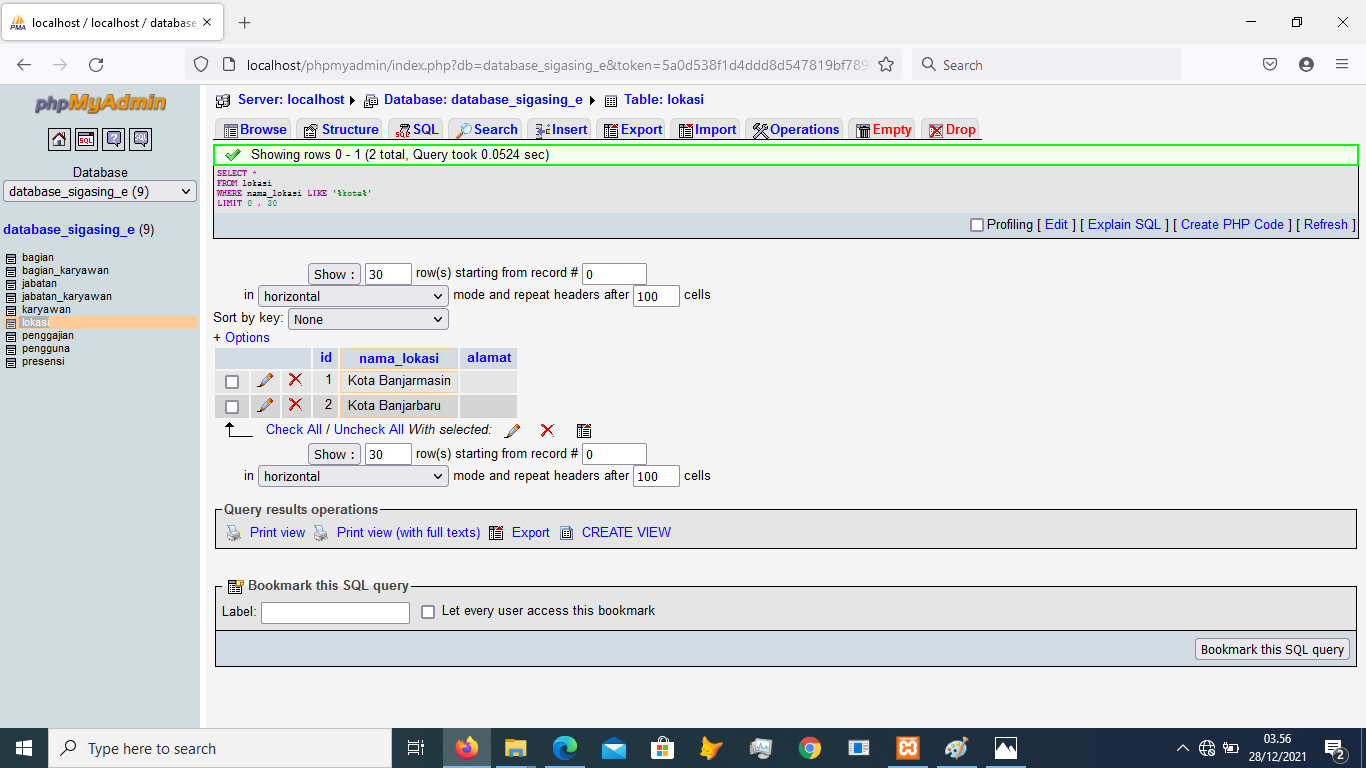 localhost / localhost / database_
localhost/phpmyadmin/index.php?db=database_sigasing_e&token=5a0d538f1d4ddd8d547819bf789
Search
phpMyAdmin
Server: localhost Database: database_sigasing_e Table: lokasi
Browse Structure SQL Search Insert Export Import Operations Empty Drop
Database
database_sigasing_e (9)
database_sigasing_e (9)
bagian
bagian_karyawan
jabatan
jabatan_karyawan
karyawan
lokasi
penggajian
pengguna
presensi
Showing rows 0 - 1 (2 total, Query took 0.0524 sec)
SELECT *
FROM lokasi
WHERE nama_lokasi LIKE '%kota%'
LIMIT 0 , 30
Profiling [ Edit ] [ Explain SQL ] [ Create PHP Code ] [ Refresh ]
Show : 30 row(s) starting from record # 0
in horizontal mode and repeat headers after 100 cells
Sort by key: None
+ Options
id nama_lokasi alamat
1 Kota Banjarmasin
2 Kota Banjarbaru
Check All / Uncheck All With selected:
Show : 30 row(s) starting from record # 0
in horizontal mode and repeat headers after 100 cells
Query results operations
Print view Print view (with full texts) Export CREATE VIEW
Bookmark this SQL query
Label: Let every user access this bookmark
Bookmark this SQL query
Type here to search
03.56
28/12/2021
2